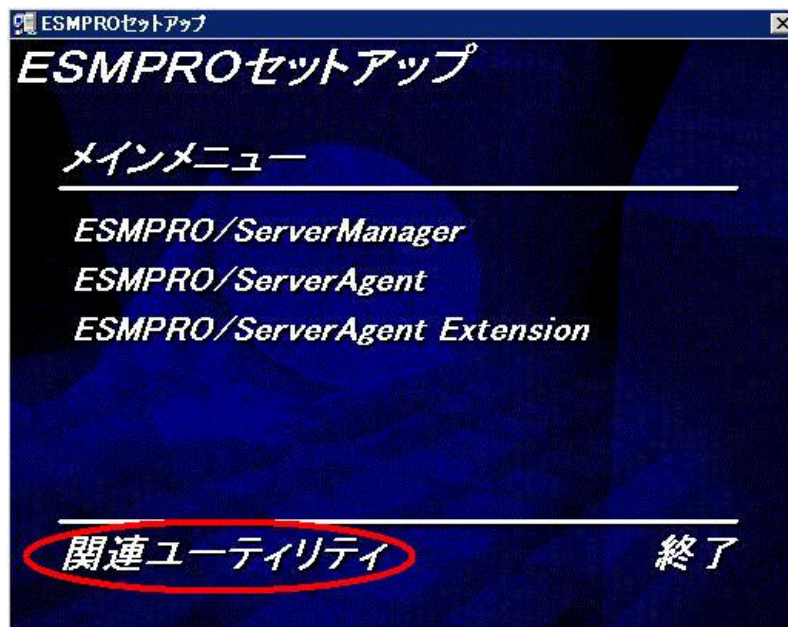 ESMPROセットアップ
ESMPROセットアップ
メインメニュー
ESMPRO/ServerManager
ESMPRO/ServerAgent
ESMPRO/ServerAgent Extension
関連ユーティリティ 終了